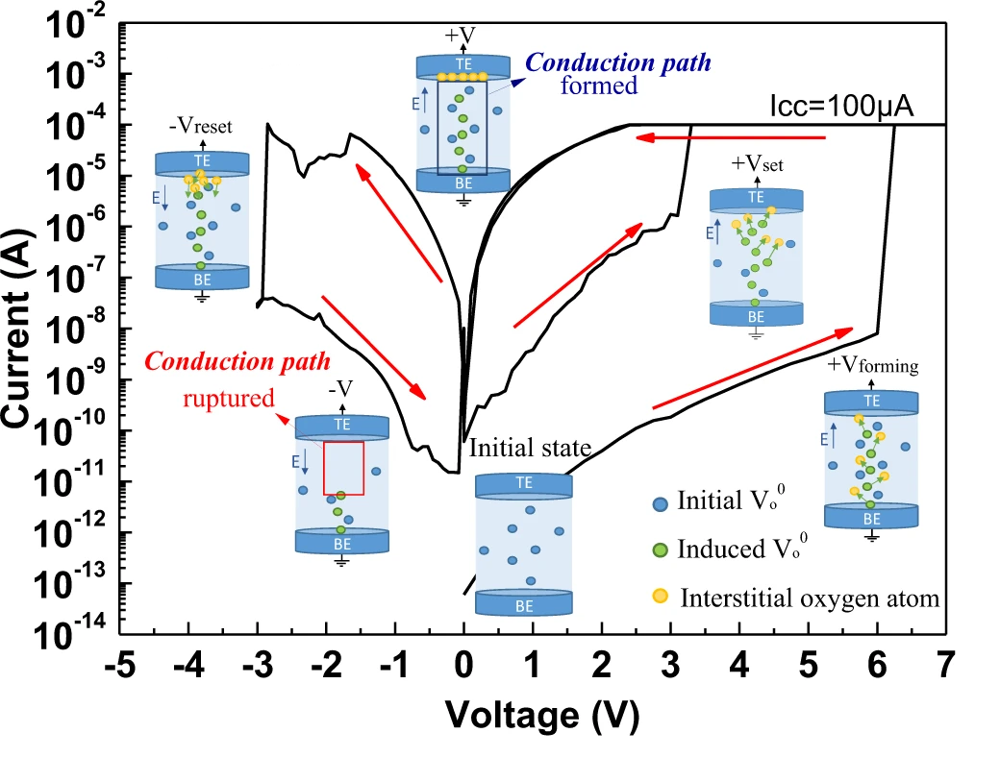 10-2
10-3
10-4
10-5
10-6
10-7
10-8
10-9
10-10
10-11
10-12
10-13
10-14
Current (A)
-5 -4 -3 -2 -1 0 1 2 3 4 5 6 7
Voltage (V)
+V
TE
E
BE
Conduction path
formed
Icc=100μA
-Vreset
TE
E
BE
+Vset
TE
E
BE
Conduction path
ruptured
-V
TE
E
BE
Initial state
TE
BE
+Vforming
TE
E
BE
Initial Vo0
Induced Vo0
Interstitial oxygen atom